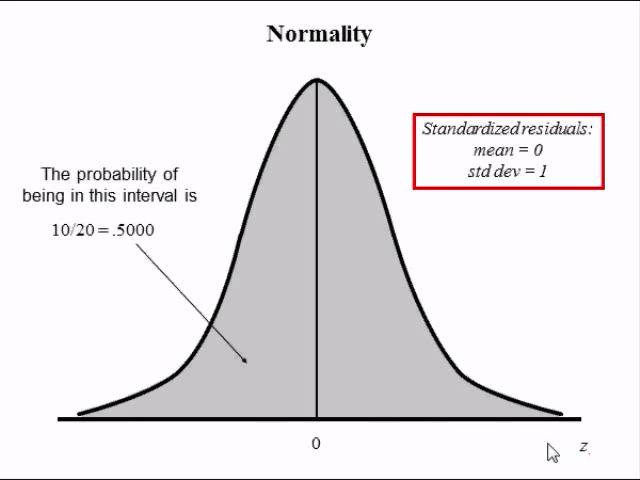 Normality
Standardized residuals:
mean = 0
std dev = 1
The probability of
being in this interval is
10/20 = .5000
0
z